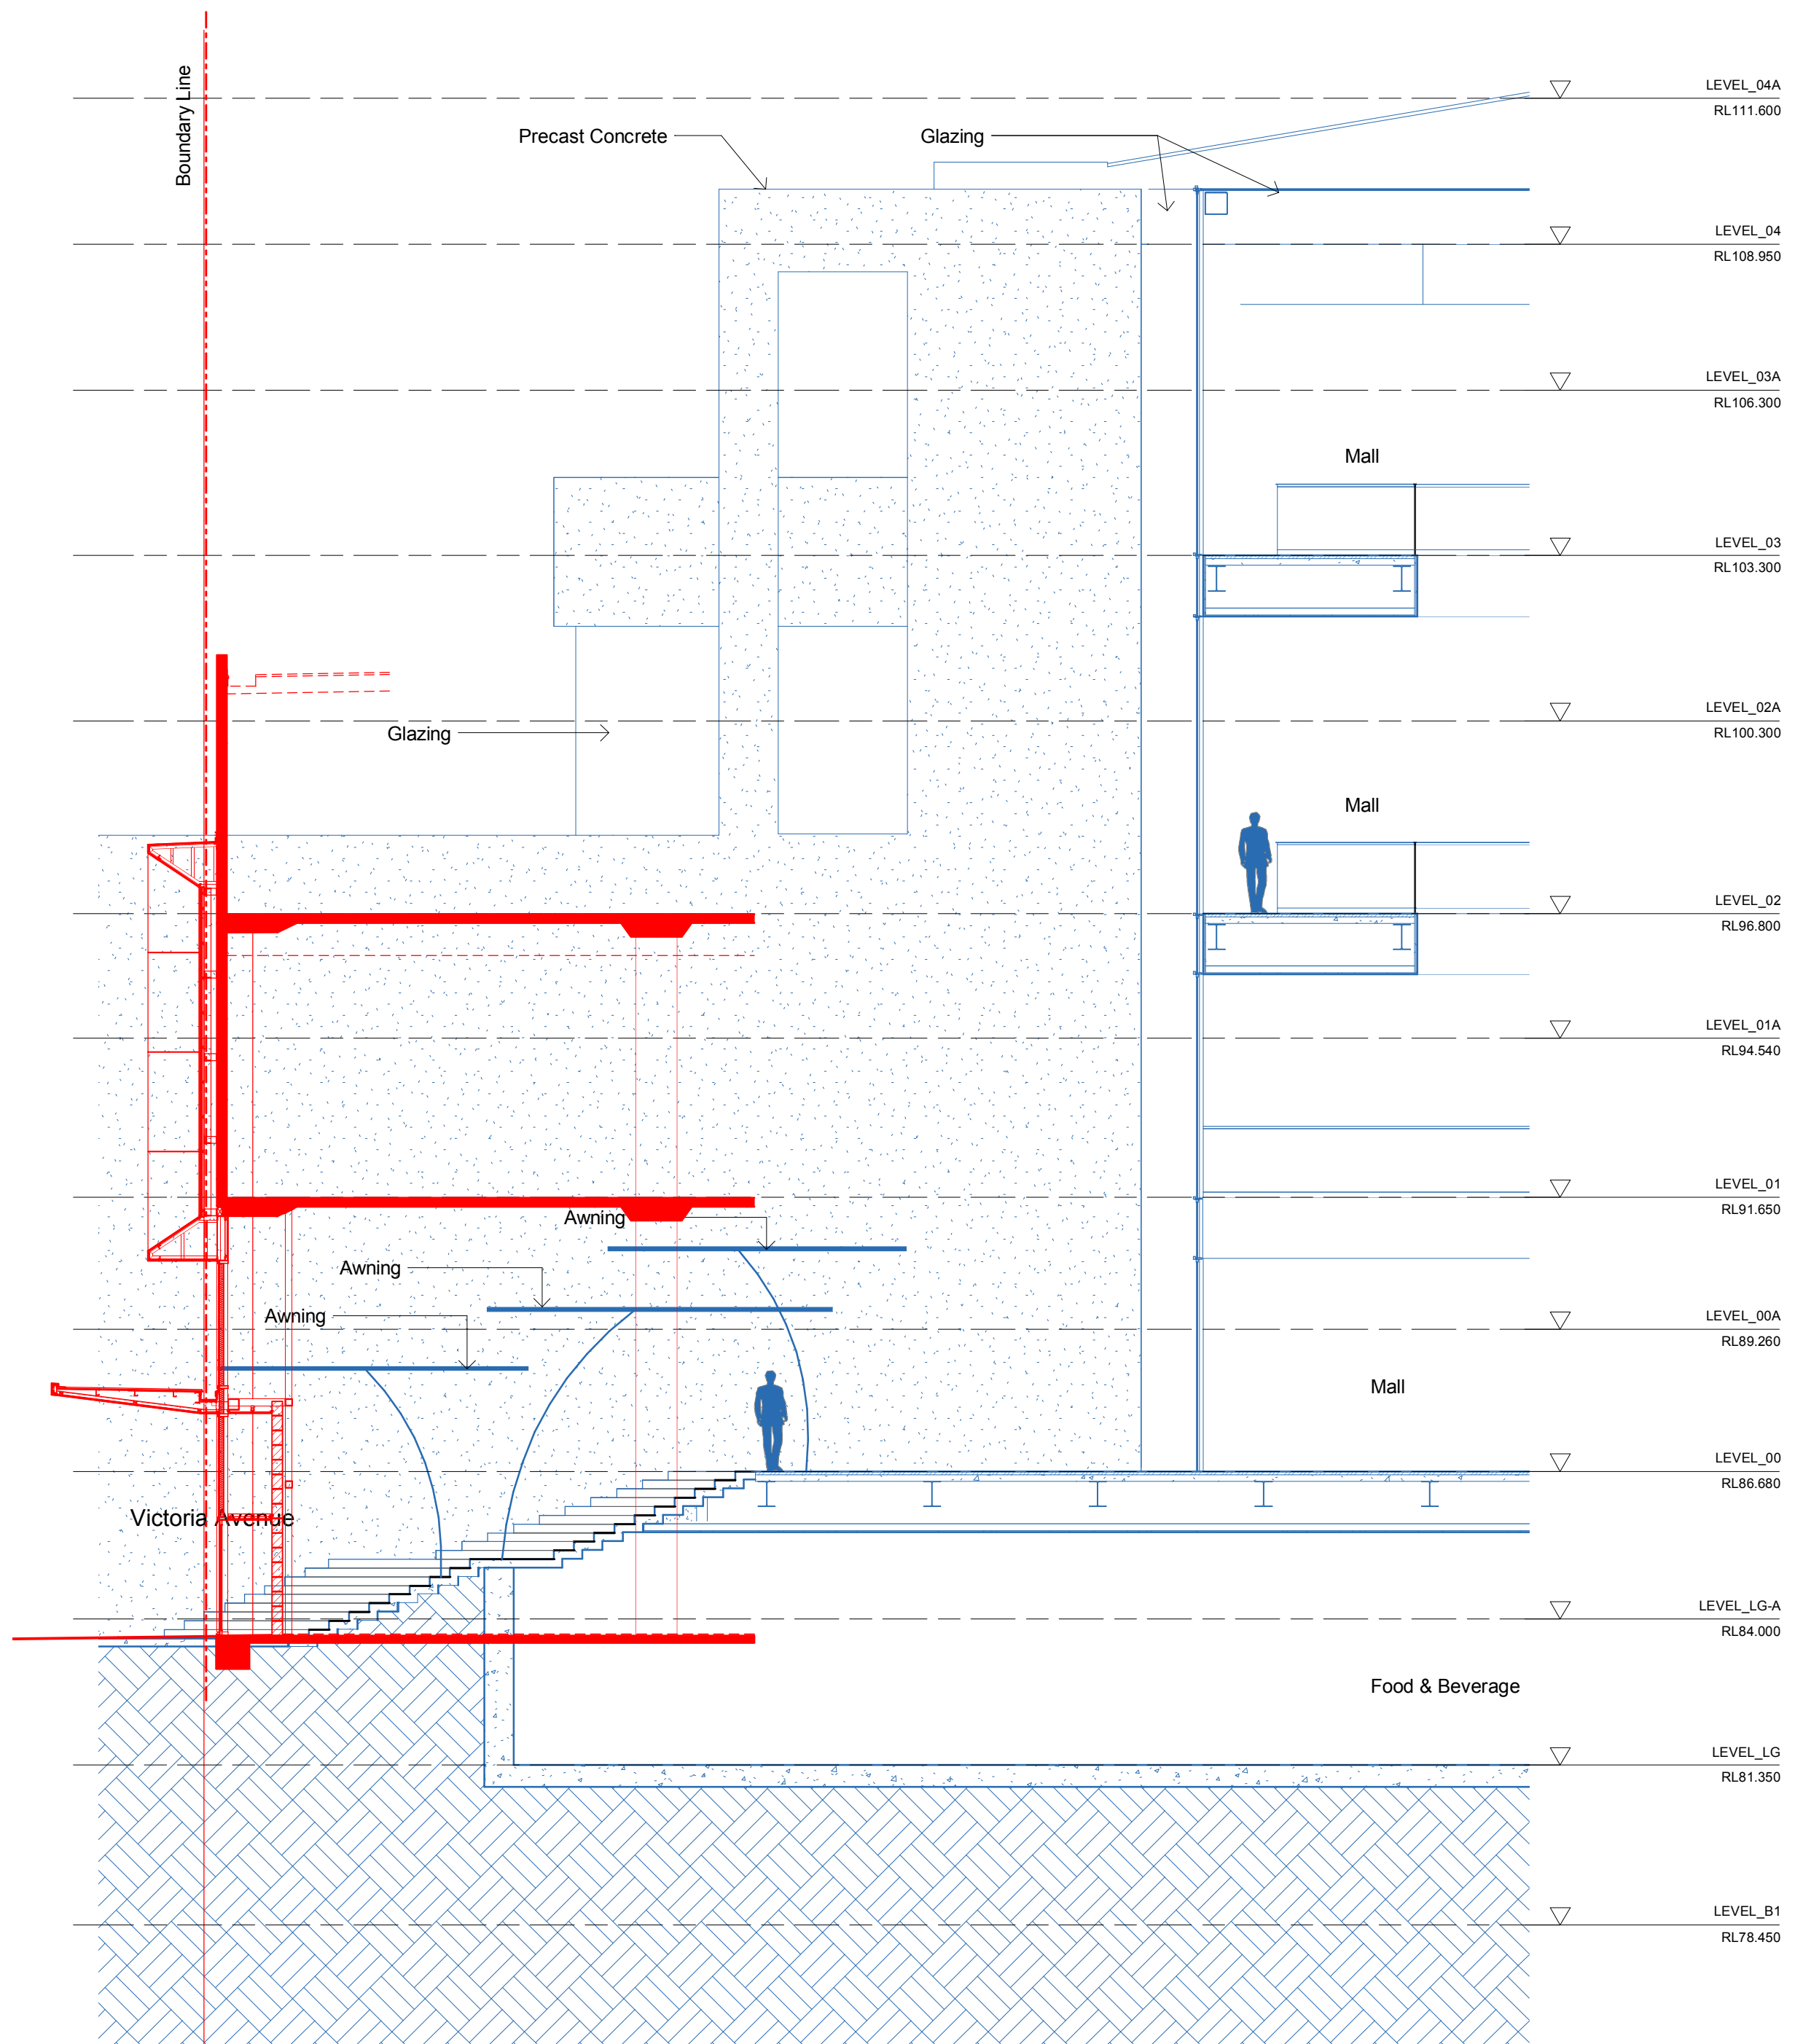 Boundary Line
LEVEL_04A
RL111.600
Precast Concrete
Glazing
LEVEL_04
RL108.950
LEVEL_03A
RL106.300
Mall
LEVEL_03
RL103.300
LEVEL_02A
RL100.300
Glazing
Mall
LEVEL_02
RL96.800
LEVEL_01A
RL94.540
LEVEL_01
RL91.650
Awning
Awning
Awning
LEVEL_00A
RL89.260
Mall
LEVEL_00
RL86.680
Victoria Avenue
LEVEL_LG-A
RL84.000
Food & Beverage
LEVEL_LG
RL81.350
LEVEL_B1
RL78.450